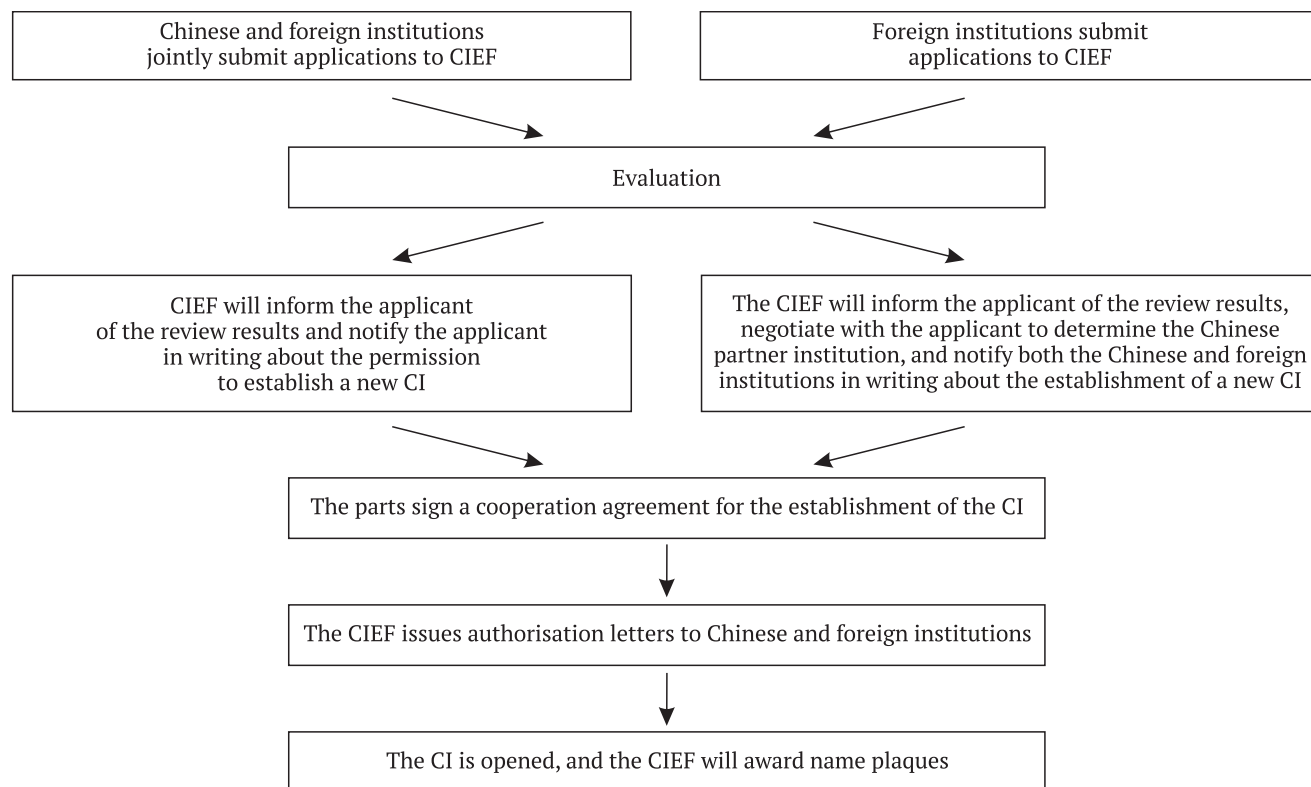 Chinese and foreign institutions
jointly submit applications to CIEF
Foreign institutions submit
applications to CIEF
Evaluation
CIEF will inform the applicant
of the review results and notify the applicant
in writing about the permission
to establish a new CI
The CIEF will inform the applicant of the review results,
negotiate with the applicant to determine the Chinese
partner institution, and notify both the Chinese and foreign
institutions in writing about the establishment of a new CI
The parts sign a cooperation agreement for the establishment of the CI
The CIEF issues authorisation letters to Chinese and foreign institutions
The CI is opened, and the CIEF will award name plaques